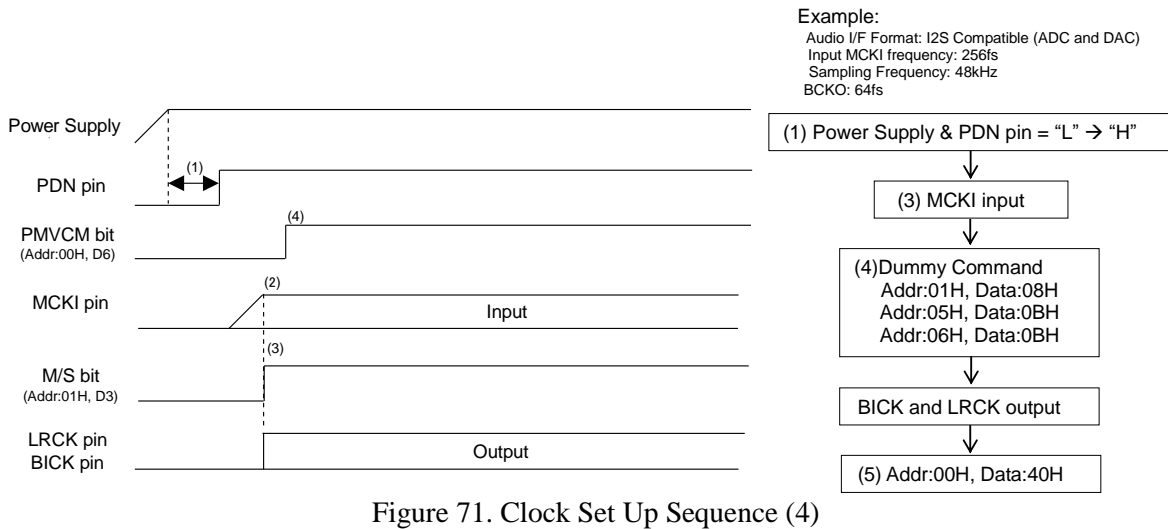 Example:
Audio I/F Format: I2S Compatible (ADC and DAC)
Input MCKI frequency: 256fs
Sampling Frequency: 48kHz
BCKO: 64fs
Power Supply
(1) Power Supply & PDN pin = “L” → “H”
(1)
PDN pin
(3) MCKI input
(4)
PMVCM bit
(Addr:00H, D6)
(4)Dummy Command
Addr:01H, Data:08H
Addr:05H, Data:0BH
Addr:06H, Data:0BH
(2)
MCKI pin
Input
(3)
M/S bit
(Addr:01H, D3)
BICK and LRCK output
LRCK pin
BICK pin
Output
(5) Addr:00H, Data:40H
Figure 71. Clock Set Up Sequence (4)